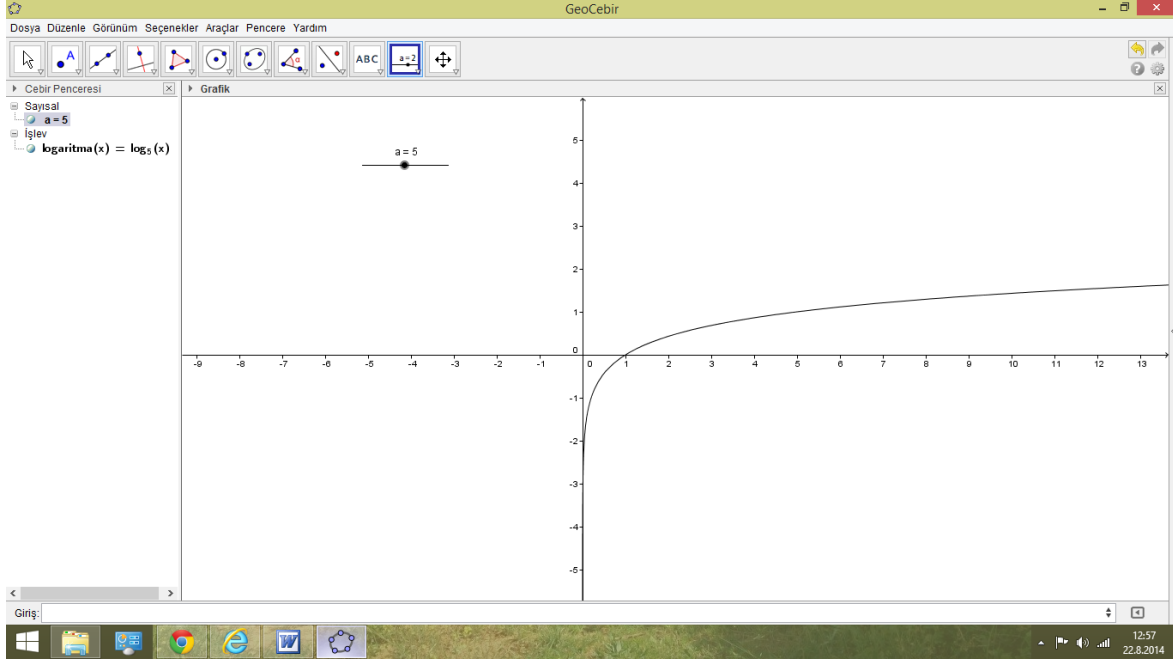 GeoCebir
Dosya Düzenle Görünüm Seçenekler Araçlar Pencere Yardım
A
α
ABC
a=2
Cebir Penceresi
Grafik
Sayısal
a = 5
İşlev
logaritma(x) = log₅(x)
a = 5
5
4
3
2
1
0
-1
-2
-3
-4
-5
-9 -8 -7 -6 -5 -4 -3 -2 -1 0 1 2 3 4 5 6 7 8 9 10 11 12 13
Giriş:
12:57
22.8.2014